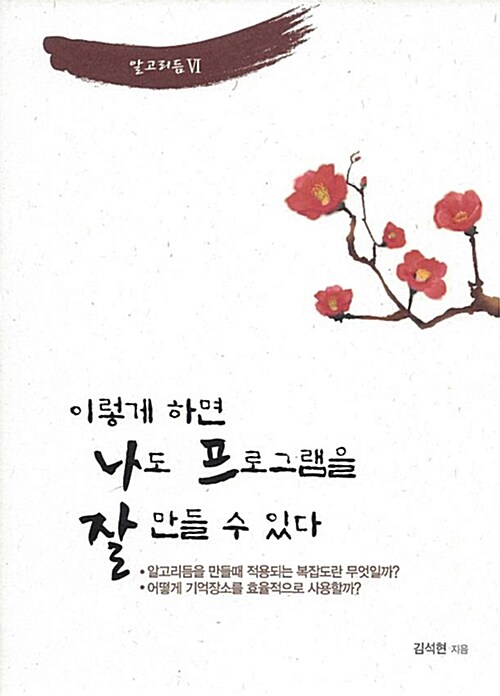 알고리듬 VI
이렇게 하면
나도 프로그램을
잘 만들 수 있다
• 알고리듬을 만들때 적용되는 복잡도란 무엇일까?
• 어떻게 기억장소를 효율적으로 사용할까?
김석현 지음